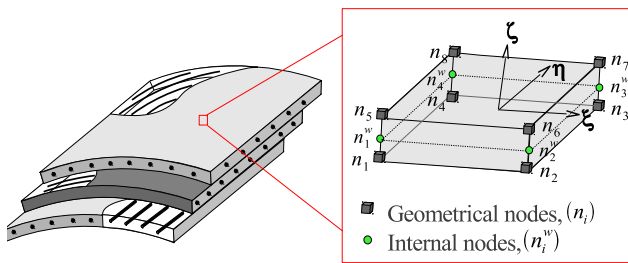 ζ
n₈
n₇
η
n₄ʷ
n₃ʷ
n₄
n₃
n₅
ξ
n₆
n₁ʷ
n₂ʷ
n₁
n₂
Geometrical nodes, (nᵢ)
Internal nodes, (nᵢʷ)